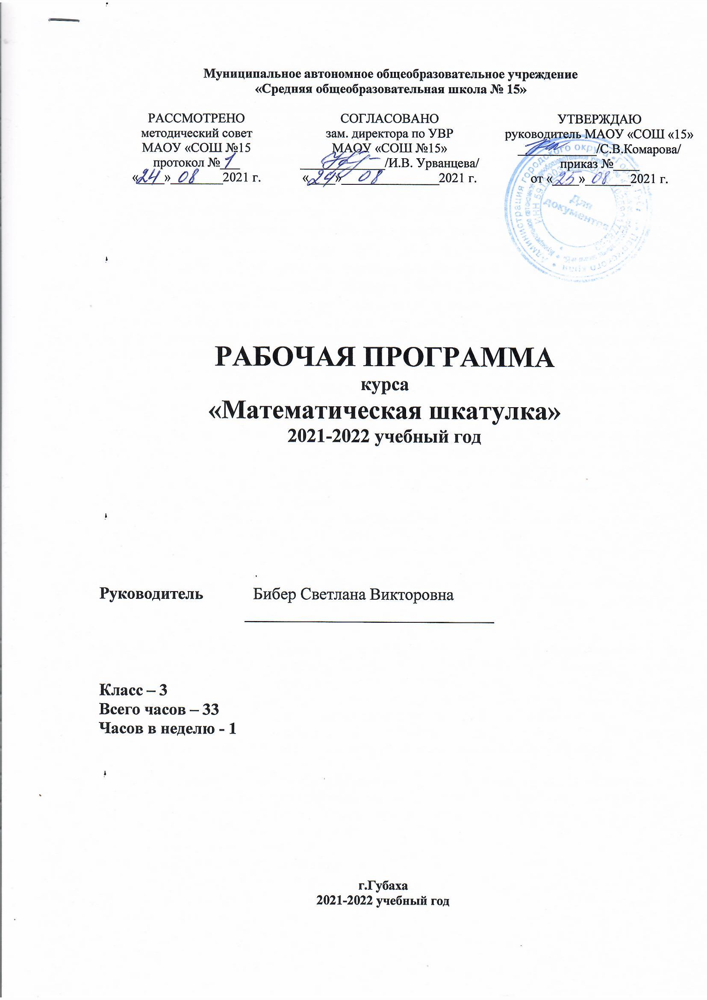 Муниципальное автономное общеобразовательное учреждение
«Средняя общеобразовательная школа № 15»
РАССМОТРЕНО
методический совет
МАОУ «СОШ №15
протокол № 1
«24» 08 2021 г.
СОГЛАСОВАНО
зам. директора по УВР
МАОУ «СОШ №15»
/И.В. Урванцева/
«24» 08 2021 г.
УТВЕРЖДАЮ
руководитель МАОУ «СОШ «15»
/С.В.Комарова/
приказ №
от «25» 08 2021 г.
Администрация городского округа
Пермского края
ИНН
Для
документов
РАБОЧАЯ ПРОГРАММА
курса
«Математическая шкатулка»
2021-2022 учебный год
Руководитель Бибер Светлана Викторовна
Класс – 3
Всего часов – 33
Часов в неделю - 1
г.Губаха
2021-2022 учебный год